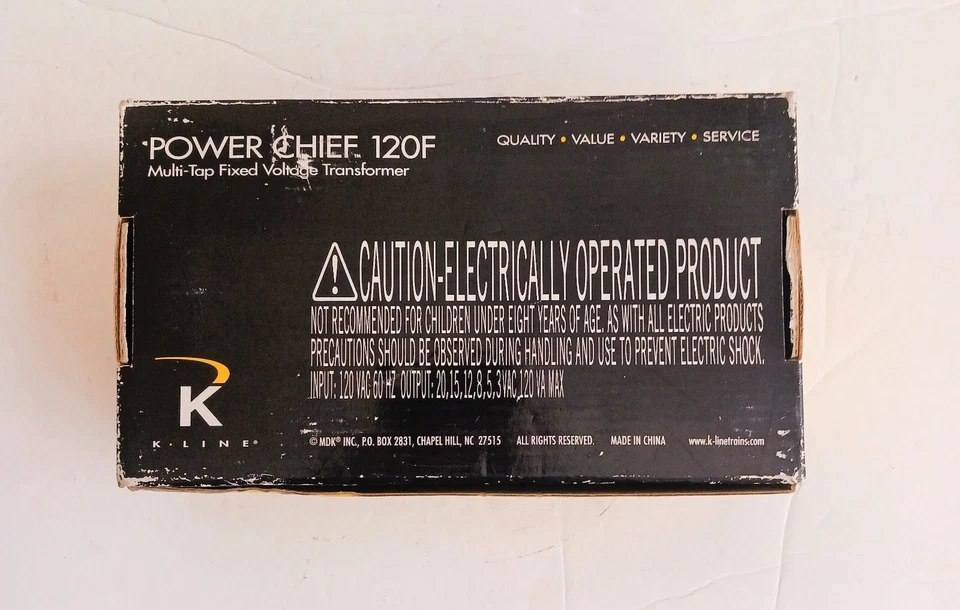 POWER CHIEF 120F
Multi-Tap Fixed Voltage Transformer
QUALITY • VALUE • VARIETY • SERVICE
CAUTION-ELECTRICALLY OPERATED PRODUCT
NOT RECOMMENDED FOR CHILDREN UNDER EIGHT YEARS OF AGE. AS WITH ALL ELECTRIC PRODUCTS
PRECAUTIONS SHOULD BE OBSERVED DURING HANDLING AND USE TO PREVENT ELECTRIC SHOCK.
INPUT: 120 VAC 60 HZ OUTPUT: 20,15,12,8,5,3VAC,120 VA MAX
K
K·LINE®
© MDK® INC., P.O. BOX 2831, CHAPEL HILL, NC 27515 ALL RIGHTS RESERVED. MADE IN CHINA www.k-linetrains.com